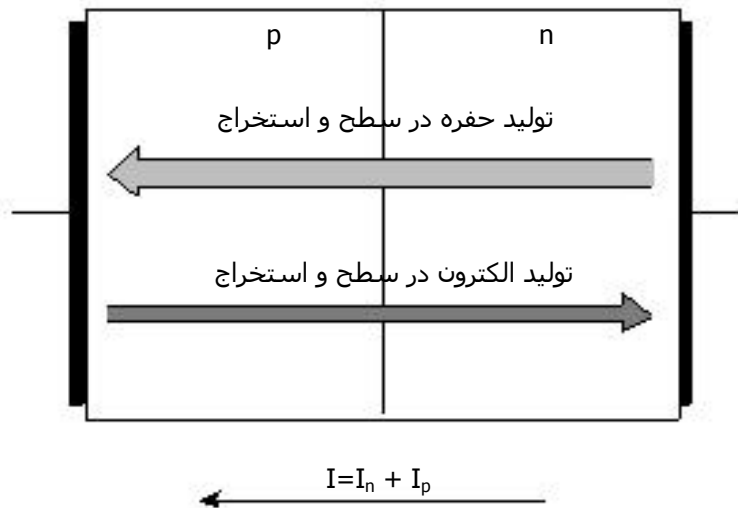 p n
تولید حفره در سطح و استخراج
تولید الکترون در سطح و استخراج
I=Iₙ + Iₚ